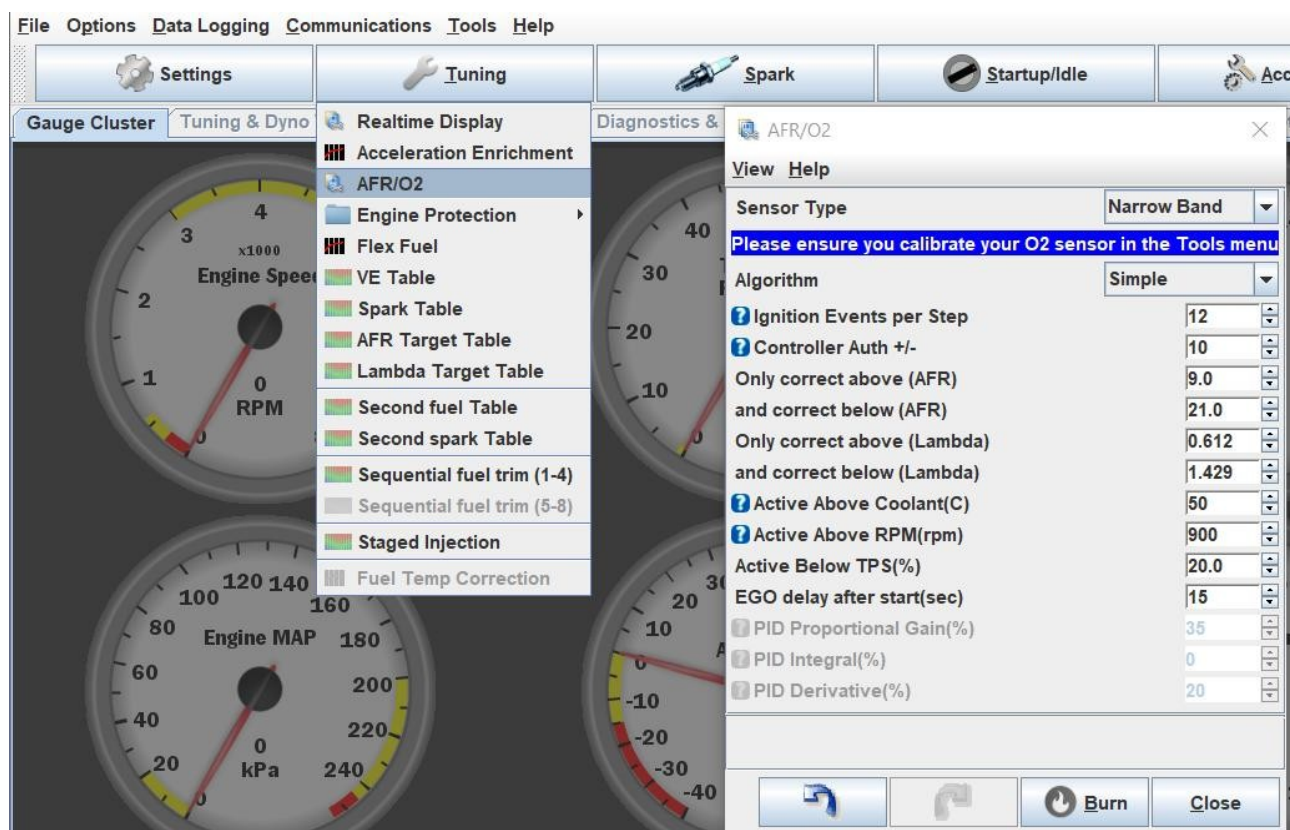 File Options Data Logging Communications Tools Help
Settings Tuning Spark Startup/Idle
Gauge Cluster Tuning & Dyno Diagnostics &
Realtime Display
Acceleration Enrichment
AFR/O2
Engine Protection
Flex Fuel
VE Table
Spark Table
AFR Target Table
Lambda Target Table
Second fuel Table
Second spark Table
Sequential fuel trim (1-4)
Sequential fuel trim (5-8)
Staged Injection
Fuel Temp Correction
AFR/O2
View Help
Sensor Type Narrow Band
Please ensure you calibrate your O2 sensor in the Tools menu
Algorithm Simple
Ignition Events per Step 12
Controller Auth +/- 10
Only correct above (AFR) 9.0
and correct below (AFR) 21.0
Only correct above (Lambda) 0.612
and correct below (Lambda) 1.429
Active Above Coolant(C) 50
Active Above RPM(rpm) 900
Active Below TPS(%) 20.0
EGO delay after start(sec) 15
PID Proportional Gain(%) 35
PID Integral(%) 0
PID Derivative(%) 20
Burn Close
4
3
x1000
Engine Speed
2
1
0
RPM
0
40
30
20
10
0
120 140
100 160
80 Engine MAP 180
60 200
40 220
0
20 kPa 240
0
20
10
0
-10
-20
-30
-40